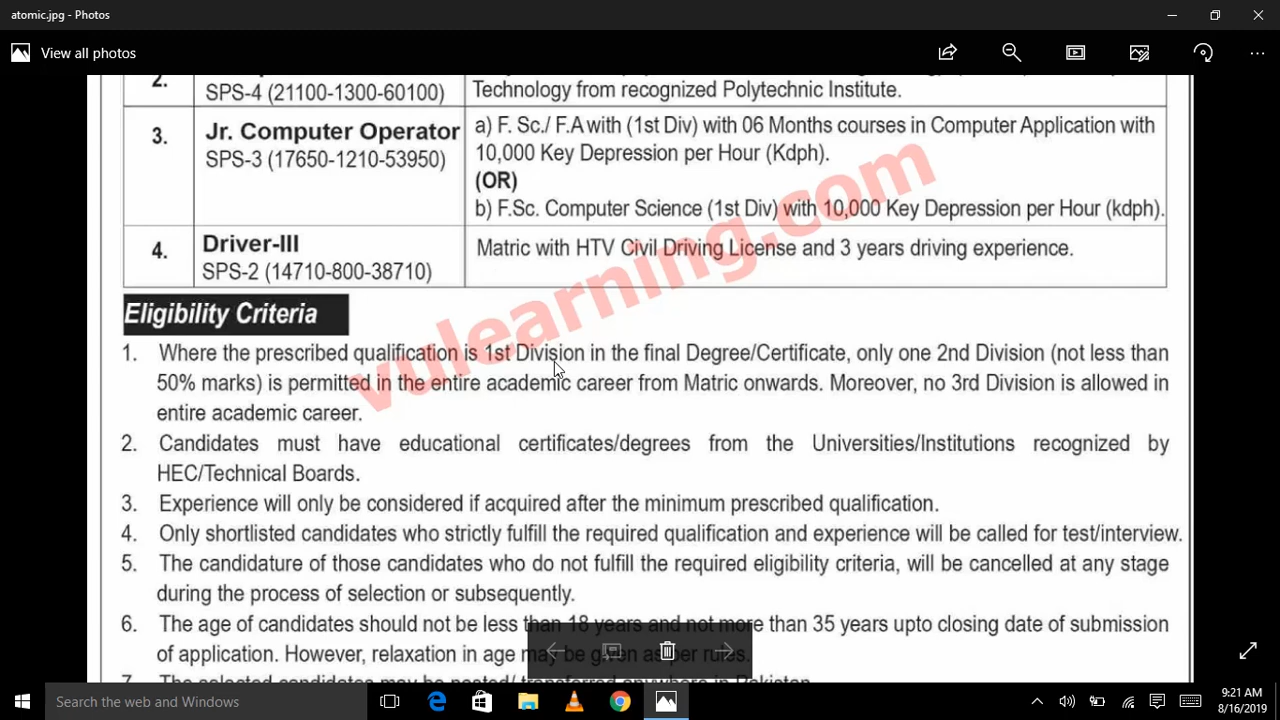 atomic.jpg - Photos
View all photos
2.
SPS-4 (21100-1300-60100)
Technology from recognized Polytechnic Institute.
3.
Jr. Computer Operator
SPS-3 (17650-1210-53950)
a) F. Sc./ F.A with (1st Div) with 06 Months courses in Computer Application with
10,000 Key Depression per Hour (Kdph).
(OR)
b) F.Sc. Computer Science (1st Div) with 10,000 Key Depression per Hour (kdph).
4.
Driver-III
SPS-2 (14710-800-38710)
Matric with HTV Civil Driving License and 3 years driving experience.
vulearning.com
Eligibility Criteria
1. Where the prescribed qualification is 1st Division in the final Degree/Certificate, only one 2nd Division (not less than
50% marks) is permitted in the entire academic career from Matric onwards. Moreover, no 3rd Division is allowed in
entire academic career.
2. Candidates must have educational certificates/degrees from the Universities/Institutions recognized by
HEC/Technical Boards.
3. Experience will only be considered if acquired after the minimum prescribed qualification.
4. Only shortlisted candidates who strictly fulfill the required qualification and experience will be called for test/interview.
5. The candidature of those candidates who do not fulfill the required eligibility criteria, will be cancelled at any stage
during the process of selection or subsequently.
6. The age of candidates should not be less than 18 years and not more than 35 years upto closing date of submission
of application. However, relaxation in age may be given as per rules.
7. The selected candidates may be posted/ transferred anywhere in Pakistan.
Search the web and Windows
9:21 AM
8/16/2019